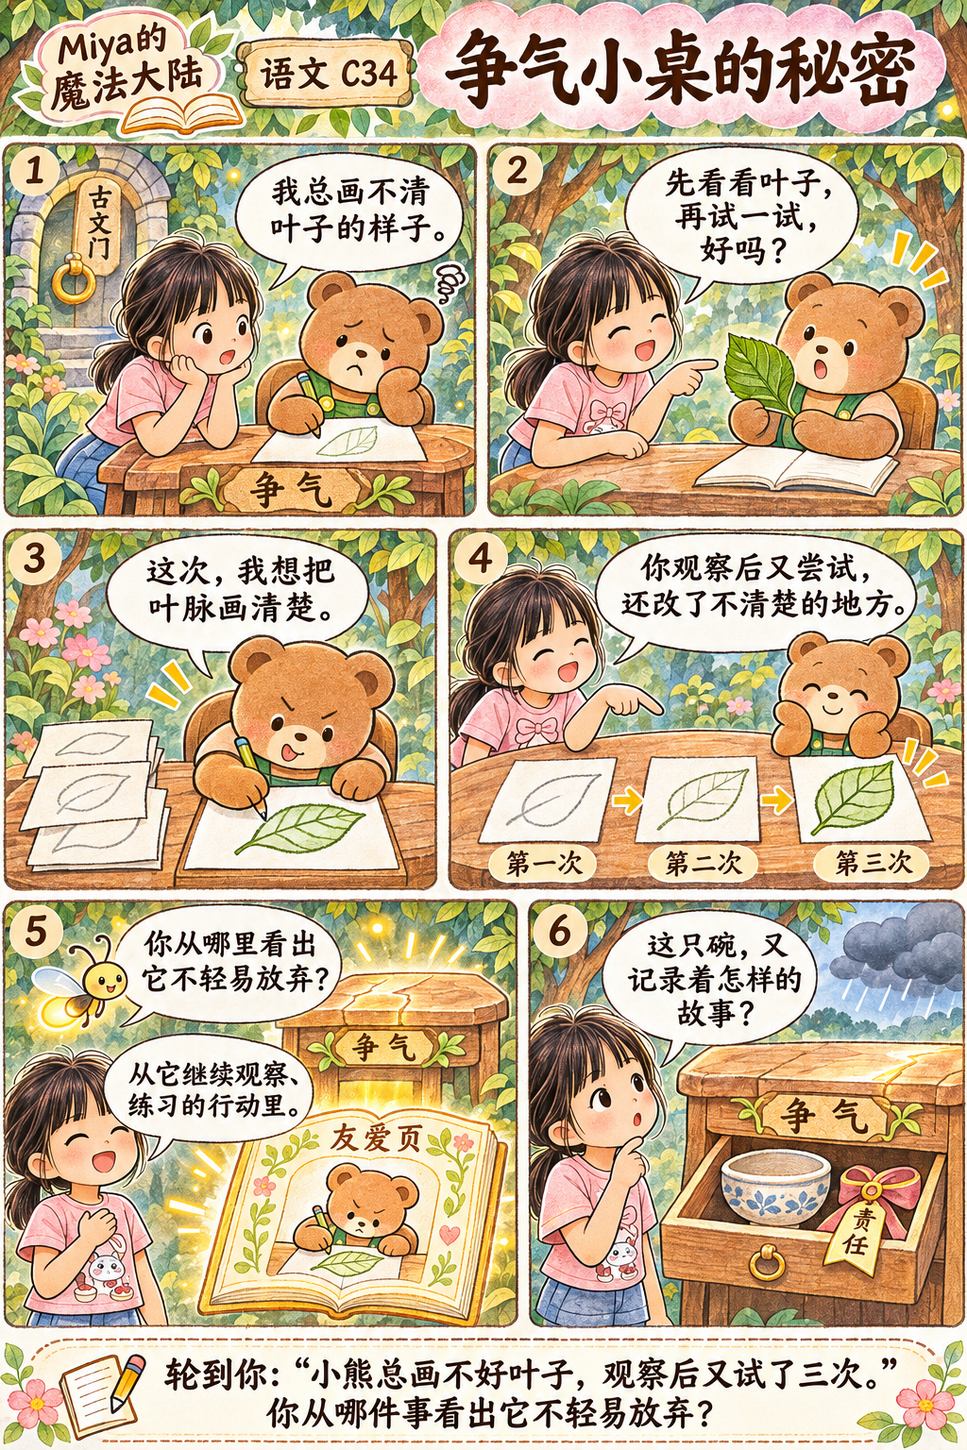 Miya的
魔法大陆
语文 C34
争气小桌的秘密
1
古文门
我总画不清
叶子的样子。
争气
2
先看看叶子，
再试一试，
好吗？
3
这次，我想把
叶脉画清楚。
4
你观察后又尝试，
还改了不清楚的地方。
第一次
第二次
第三次
5
你从哪里看出
它不轻易放弃？
争气
从它继续观察、
练习的行动里。
友爱页
6
这只碗，又
记录着怎样的
故事？
争气
责任
轮到你：“小熊总画不好叶子，观察后又试了三次。”
你从哪件事看出它不轻易放弃？